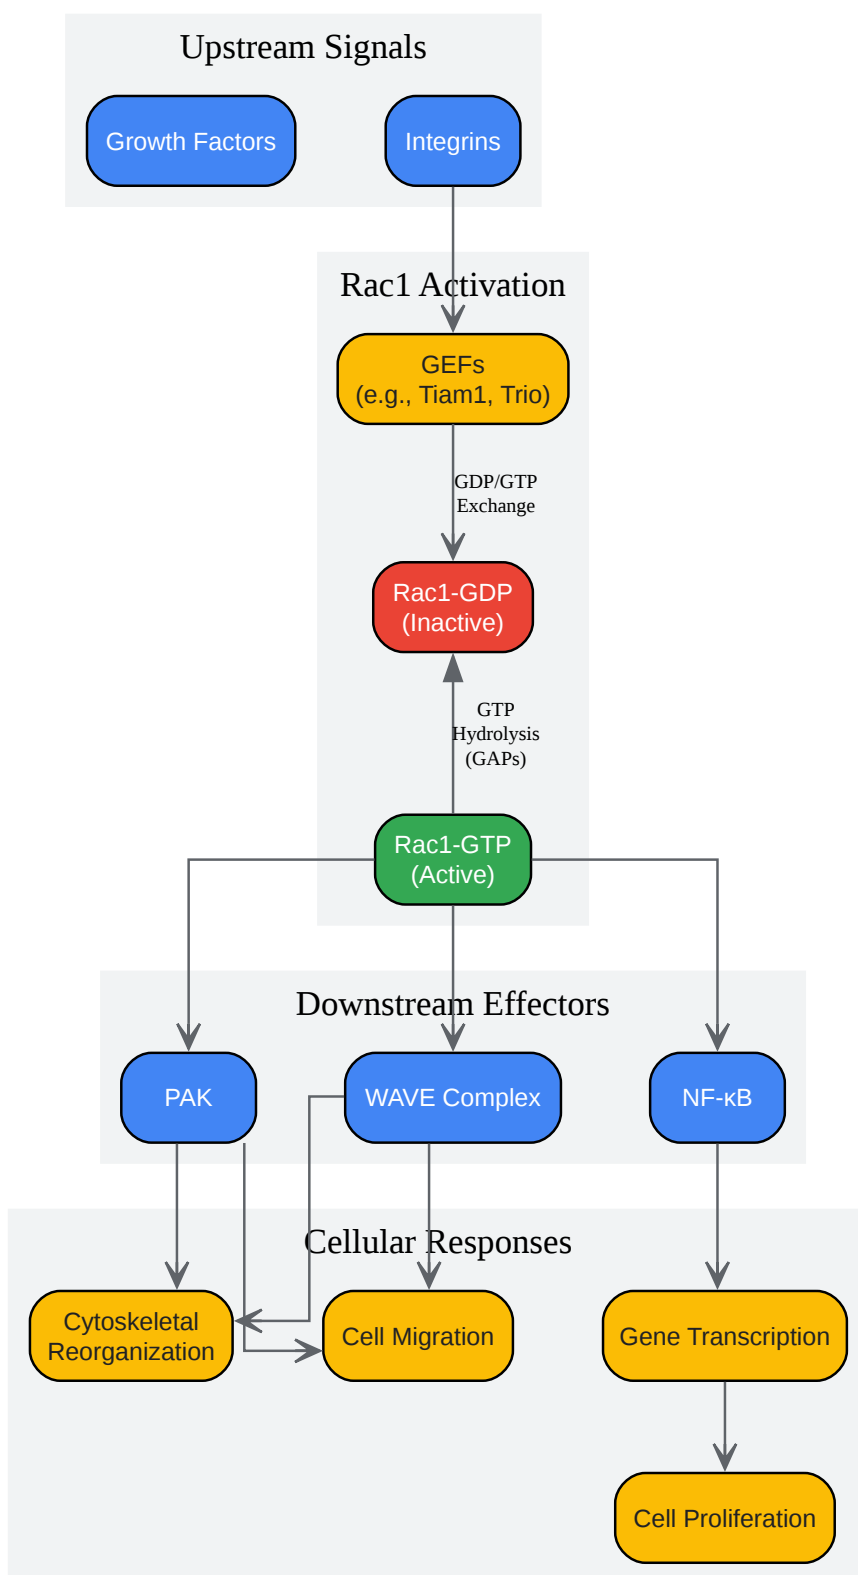 Upstream Signals
Growth Factors
Integrins
Rac1 Activation
GEFs
(e.g., Tiam1, Trio)
GDP/GTP
Exchange
Rac1-GDP
(Inactive)
GTP
Hydrolysis
(GAPs)
Rac1-GTP
(Active)
Downstream Effectors
PAK
WAVE Complex
NF-κB
Cellular Responses
Cytoskeletal
Reorganization
Cell Migration
Gene Transcription
Cell Proliferation